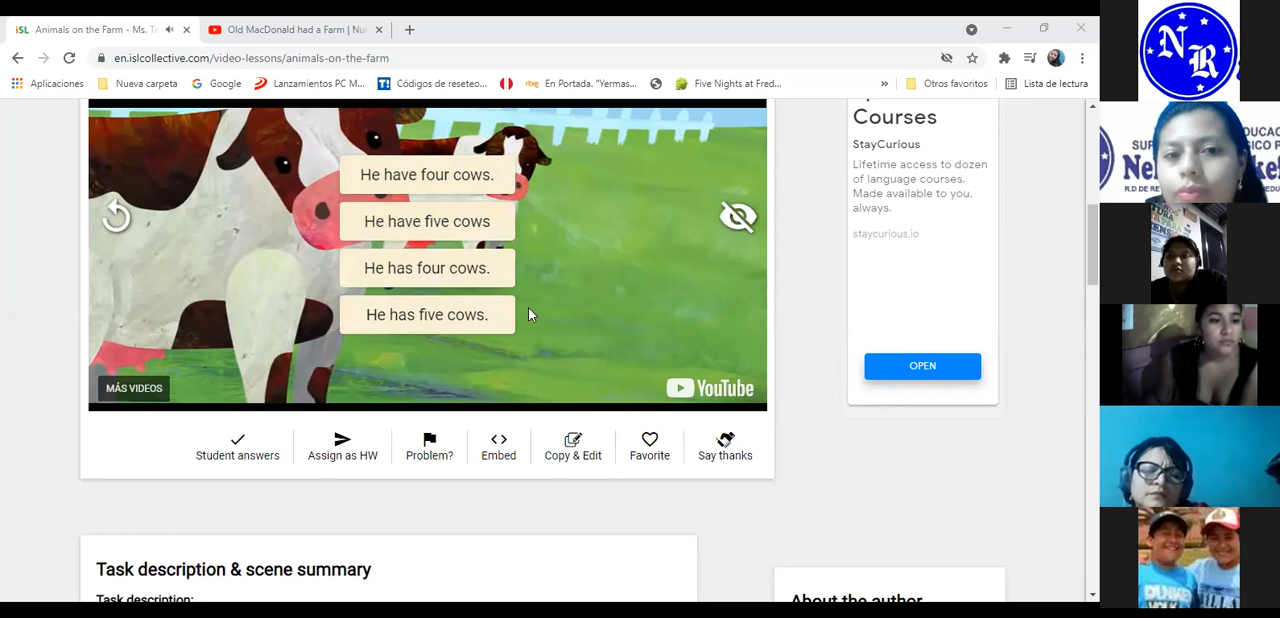 iSL Animals on the Farm - Ms. T
Old MacDonald had a Farm | Nur
en.islcollective.com/video-lessons/animals-on-the-farm
Aplicaciones
Nueva carpeta
Google
Lanzamientos PC M...
Códigos de reseteo...
rtve En Portada. "Yermas...
Five Nights at Fred...
»
Otros favoritos
Lista de lectura
He have four cows.
He have five cows
He has four cows.
He has five cows.
MÁS VIDEOS
YouTube
Student answers
Assign as HW
Problem?
Embed
Copy & Edit
Favorite
Say thanks
Task description & scene summary
Task description:
Courses
StayCurious
Lifetime access to dozen
of language courses.
Made available to you,
always.
staycurious.io
OPEN
About the author
N
R